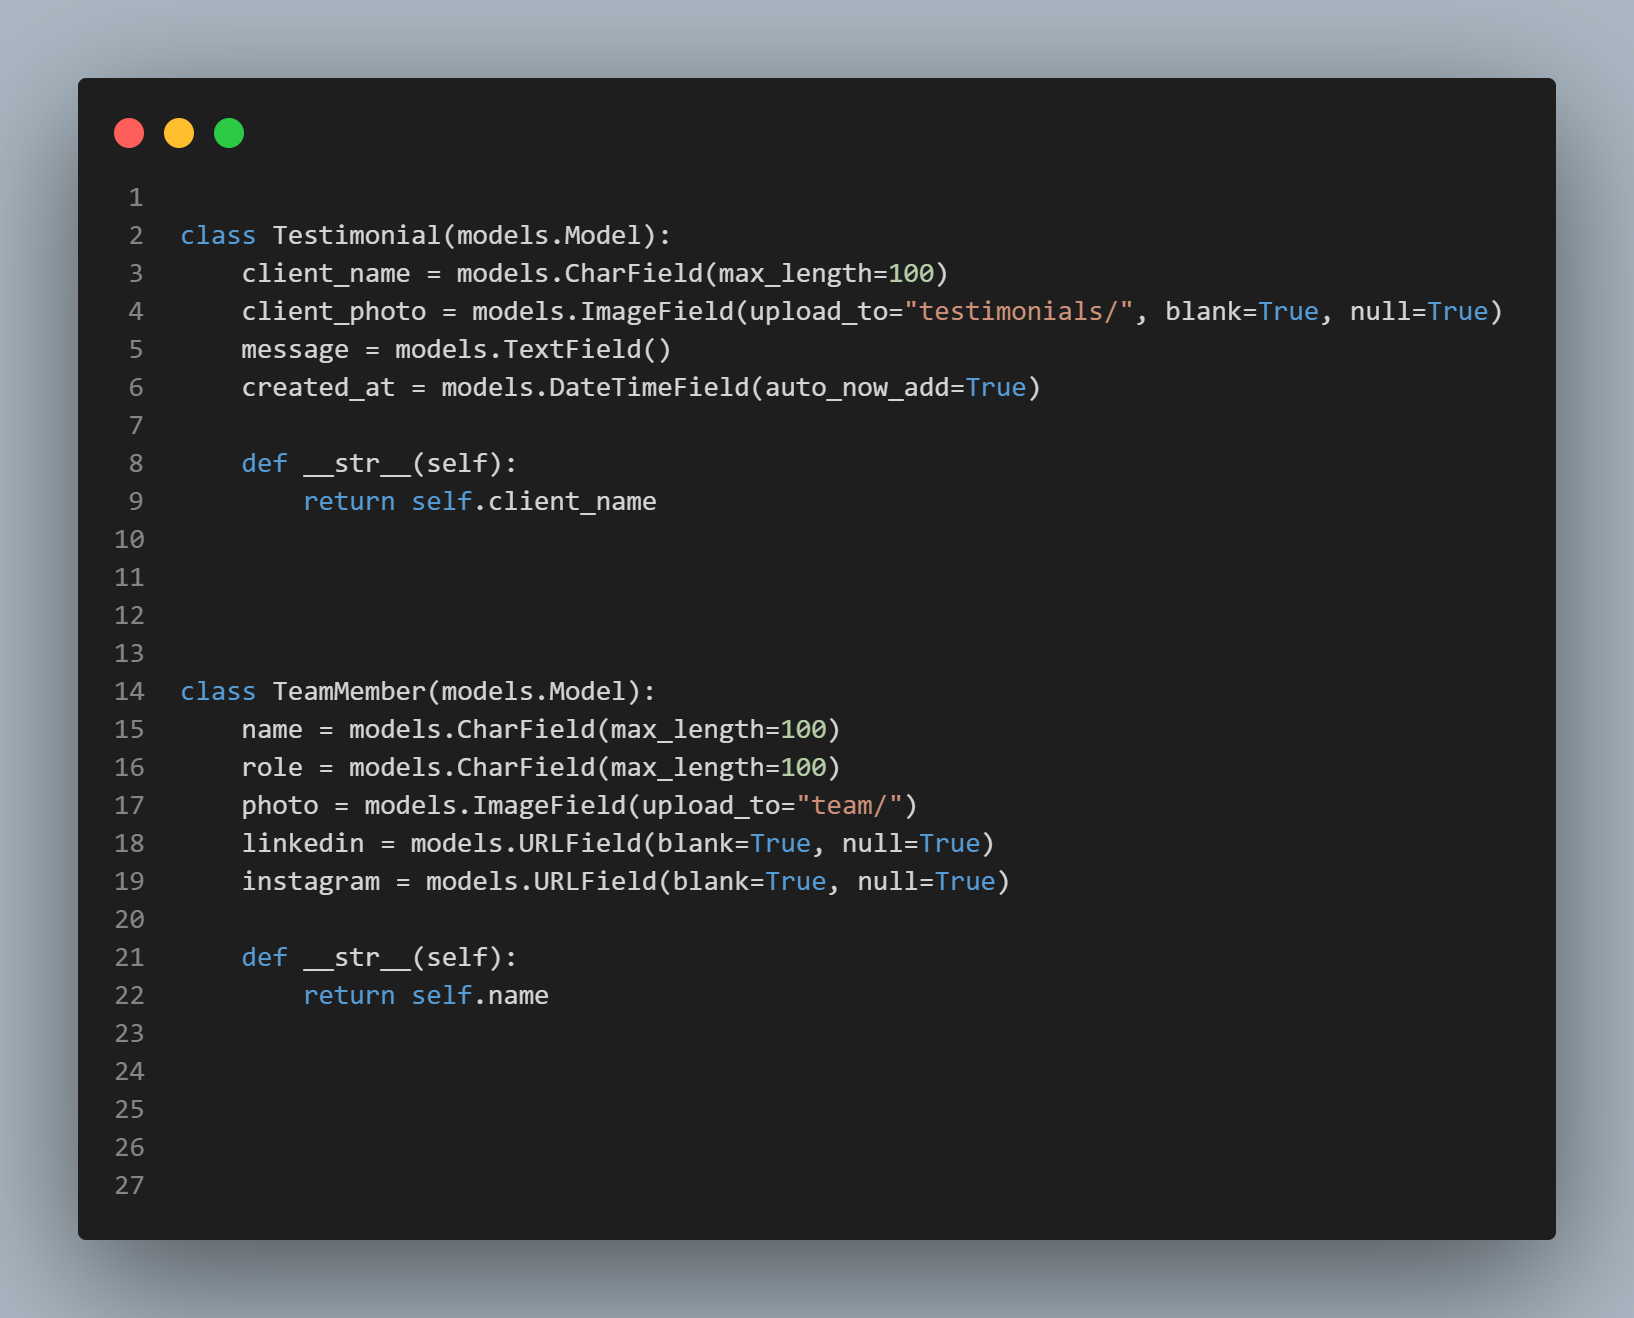 1
2 class Testimonial(models.Model):
3     client_name = models.CharField(max_length=100)
4     client_photo = models.ImageField(upload_to="testimonials/", blank=True, null=True)
5     message = models.TextField()
6     created_at = models.DateTimeField(auto_now_add=True)
7
8     def __str__(self):
9         return self.client_name
10
11
12
13
14 class TeamMember(models.Model):
15     name = models.CharField(max_length=100)
16     role = models.CharField(max_length=100)
17     photo = models.ImageField(upload_to="team/")
18     linkedin = models.URLField(blank=True, null=True)
19     instagram = models.URLField(blank=True, null=True)
20
21     def __str__(self):
22         return self.name
23
24
25
26
27